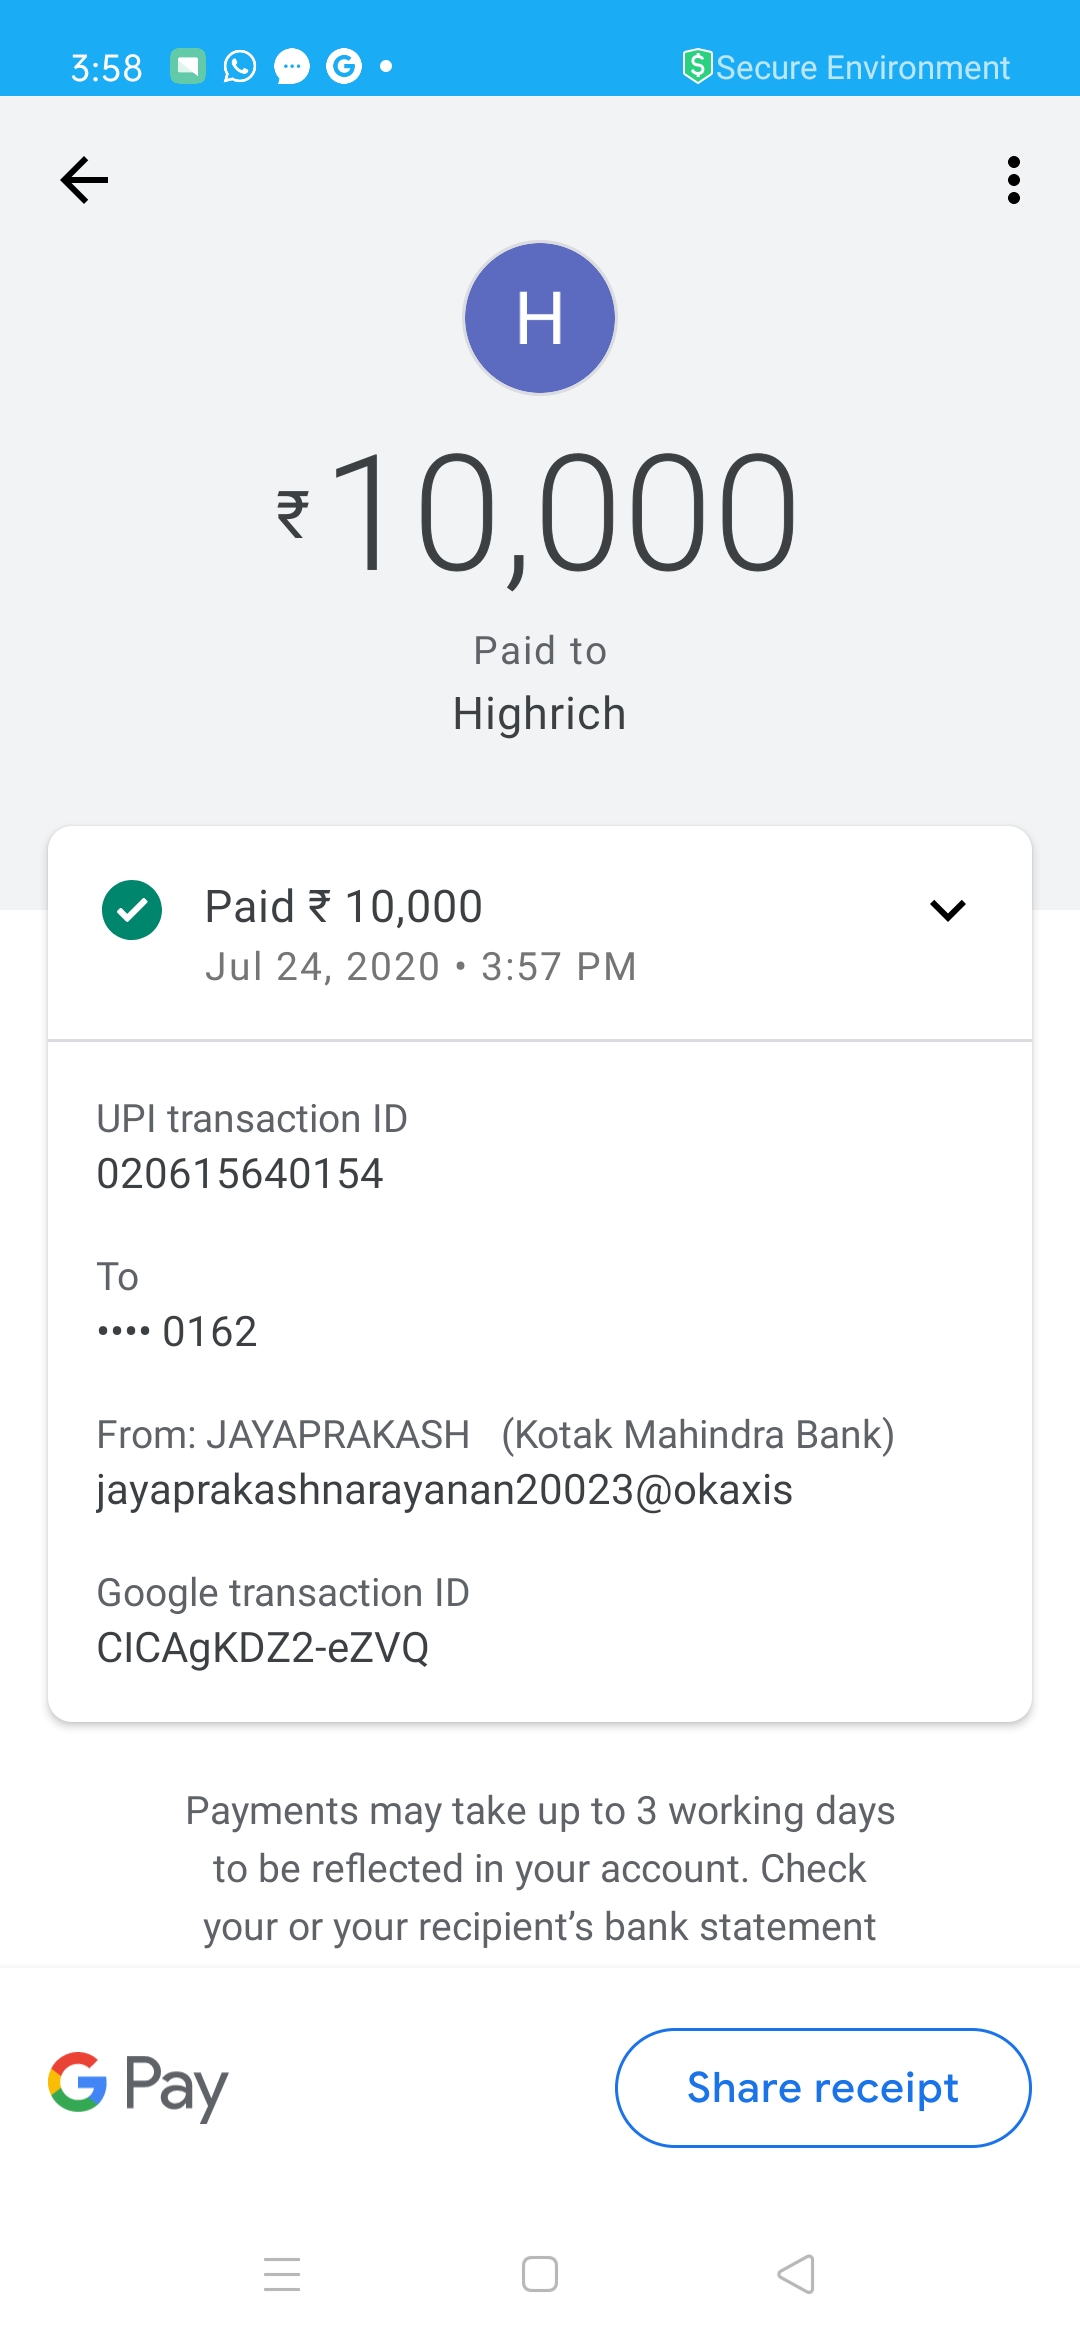 3:58
Secure Environment
H
₹10,000
Paid to
Highrich
Paid ₹ 10,000
Jul 24, 2020 • 3:57 PM
UPI transaction ID
020615640154
To
•••• 0162
From: JAYAPRAKASH (Kotak Mahindra Bank)
jayaprakashnarayanan20023@okaxis
Google transaction ID
CICAgKDZ2-eZVQ
Payments may take up to 3 working days
to be reflected in your account. Check
your or your recipient’s bank statement
G Pay
Share receipt